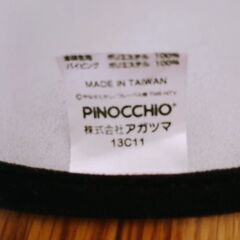 ポリエステル 100%
パイピング ポリエステル 100%
MADE IN TAIWAN
PINOCCHIO®
株式会社アガツマ
13C11